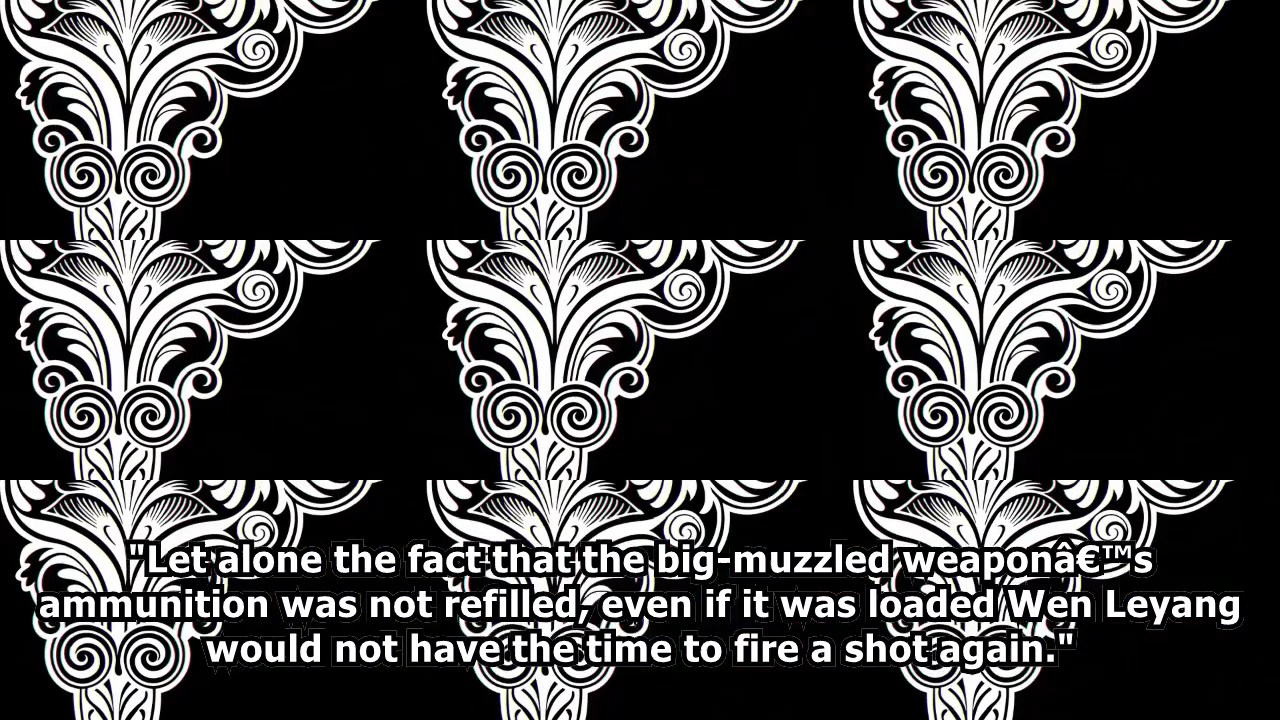 "Let alone the fact that the big-muzzled weaponâ€™s
ammunition was not refilled, even if it was loaded Wen Leyang
would not have the time to fire a shot again."